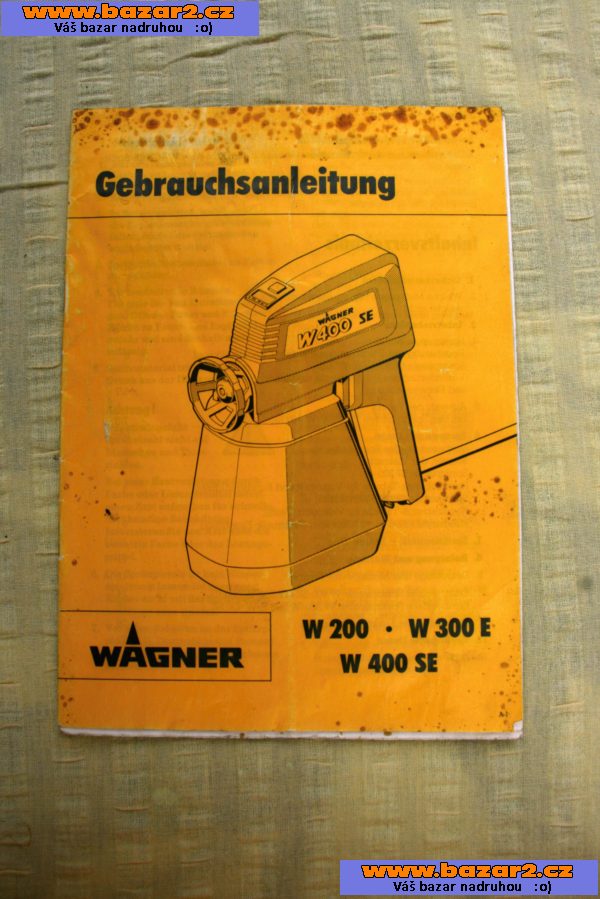 www.bazar2.cz
Váš bazar nadruhou :o)
Gebrauchsanleitung
WAGNER
W400 SE
WAGNER
W 200 · W 300 E
W 400 SE
www.bazar2.cz
Váš bazar nadruhou :o)